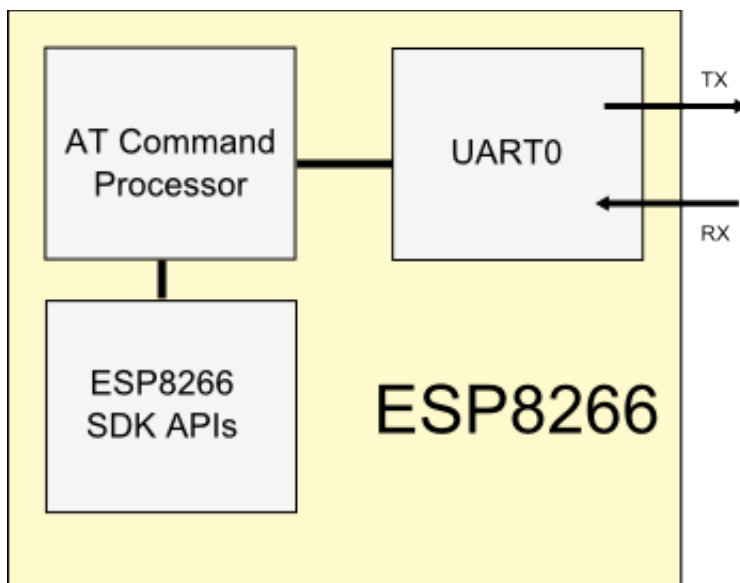 AT Command
Processor
UART0
TX
RX
ESP8266
SDK APIs
ESP8266